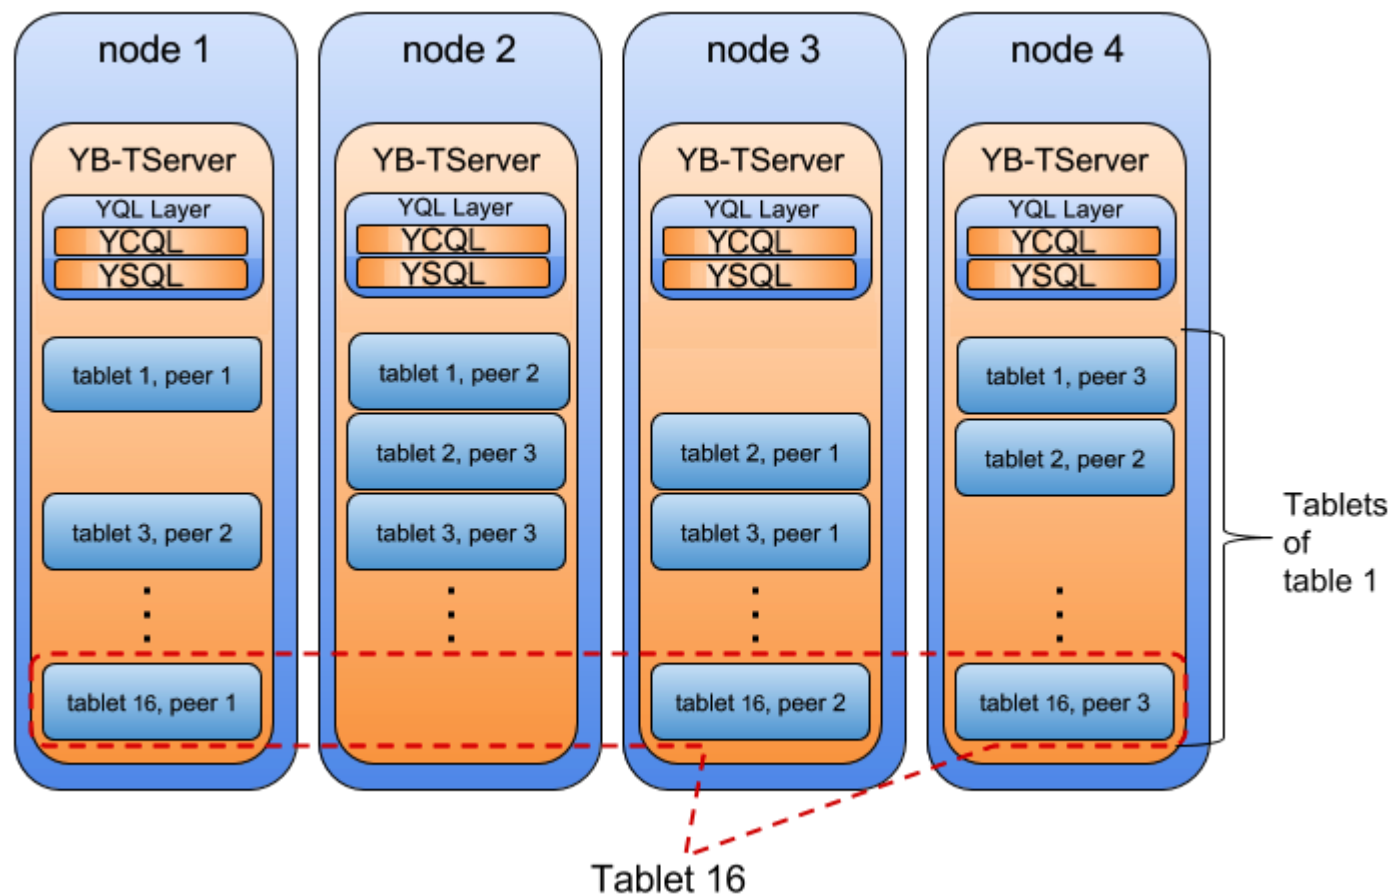 node 1
YB-TServer
YQL Layer
YCQL
YSQL
tablet 1, peer 1
tablet 3, peer 2
tablet 16, peer 1
node 2
YB-TServer
YQL Layer
YCQL
YSQL
tablet 1, peer 2
tablet 2, peer 3
tablet 3, peer 3
node 3
YB-TServer
YQL Layer
YCQL
YSQL
tablet 2, peer 1
tablet 3, peer 1
tablet 16, peer 2
node 4
YB-TServer
YQL Layer
YCQL
YSQL
tablet 1, peer 3
tablet 2, peer 2
tablet 16, peer 3
Tablets
of
table 1
Tablet 16